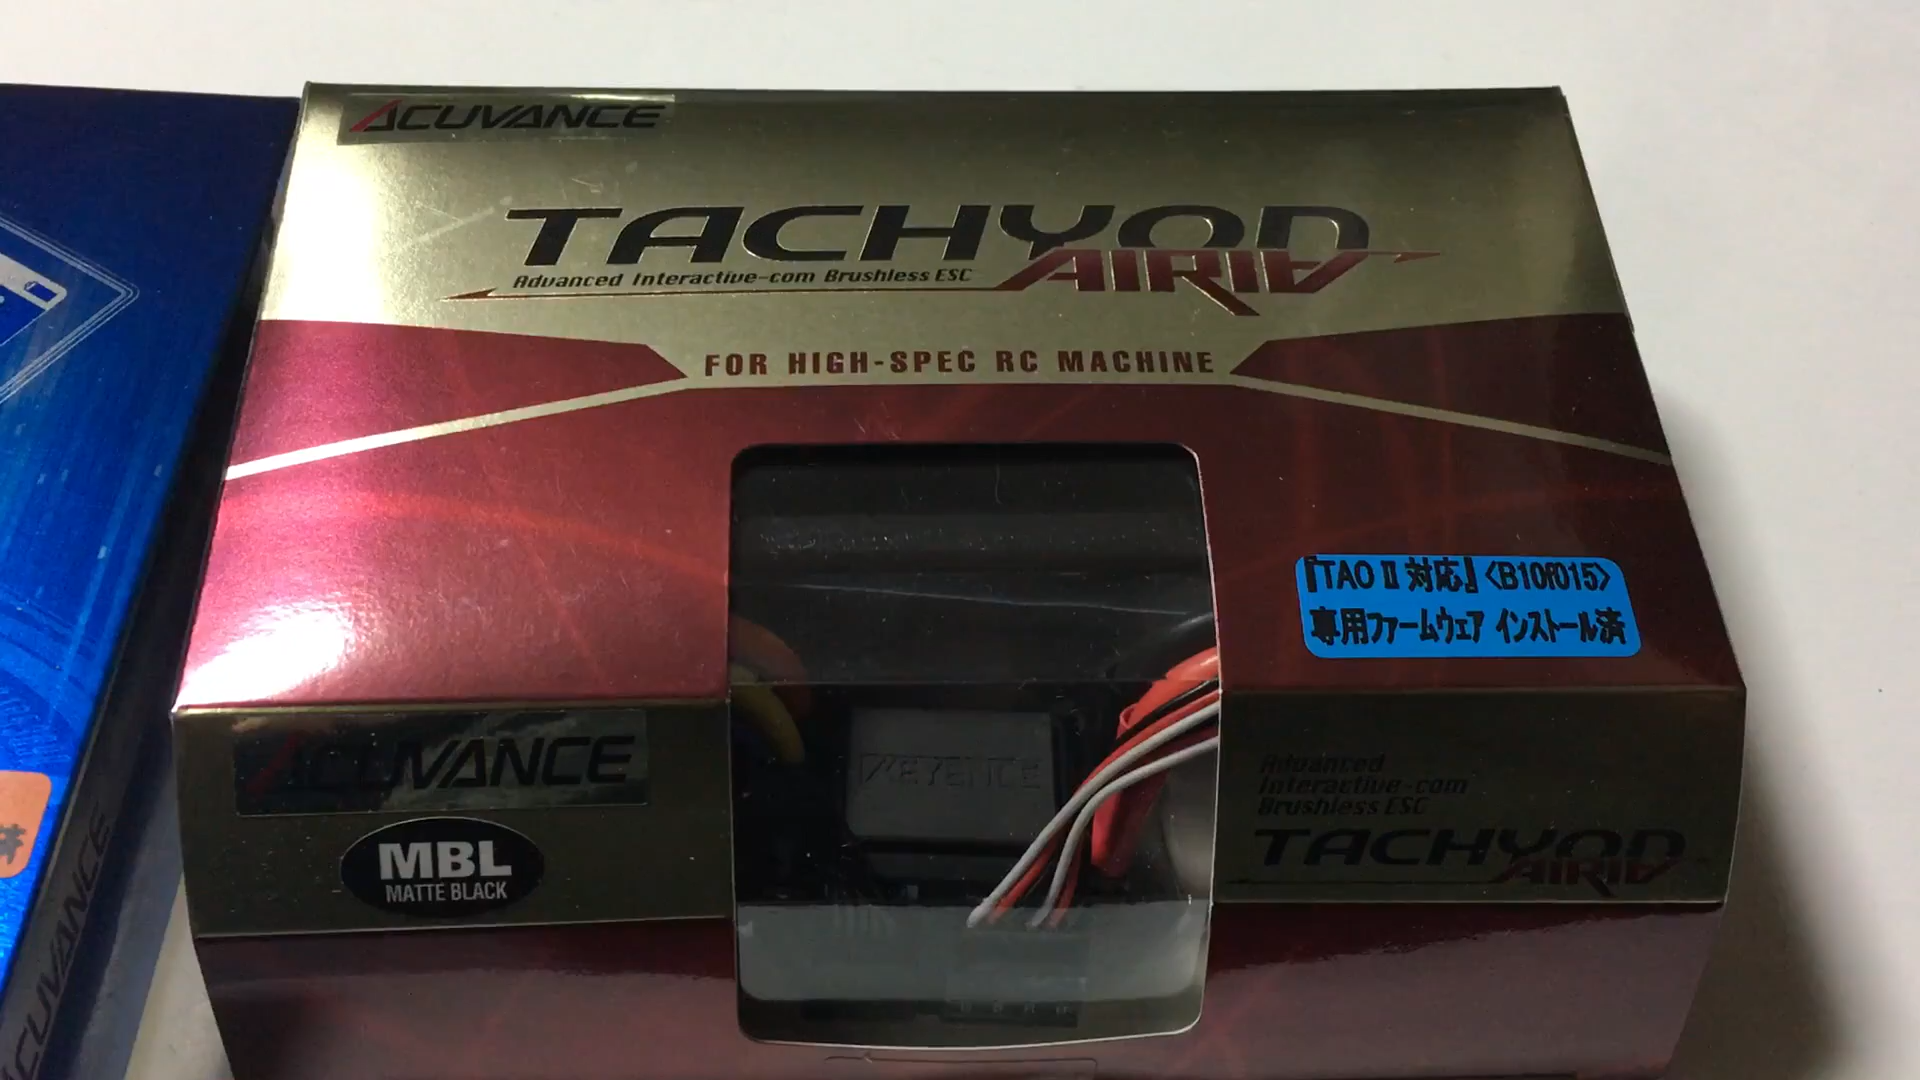 ACUVANCE
TACHYON
AIRIA
Advanced Interactive-com Brushless ESC
FOR HIGH-SPEC RC MACHINE
『TAO Ⅱ 対応』<B10f015>
専用ファームウェア インストール済
ACUVANCE
MBL
MATTE BLACK
KEYENCE
Advanced
Interactive-com
Brushless ESC
TACHYON
AIRIA
ACUVANCE